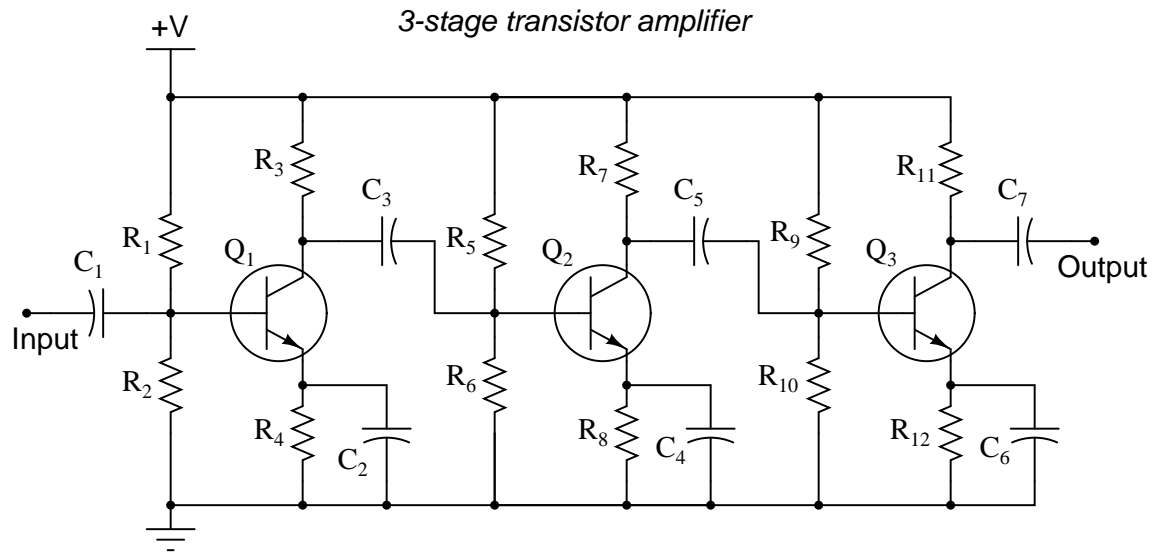 3-stage transistor amplifier
+V
R3
R7
R11
C3
C5
C7
R1
Q1
R5
Q2
R9
Q3
C1
Output
Input
R2
R6
R10
R4
C2
R8
C4
R12
C6